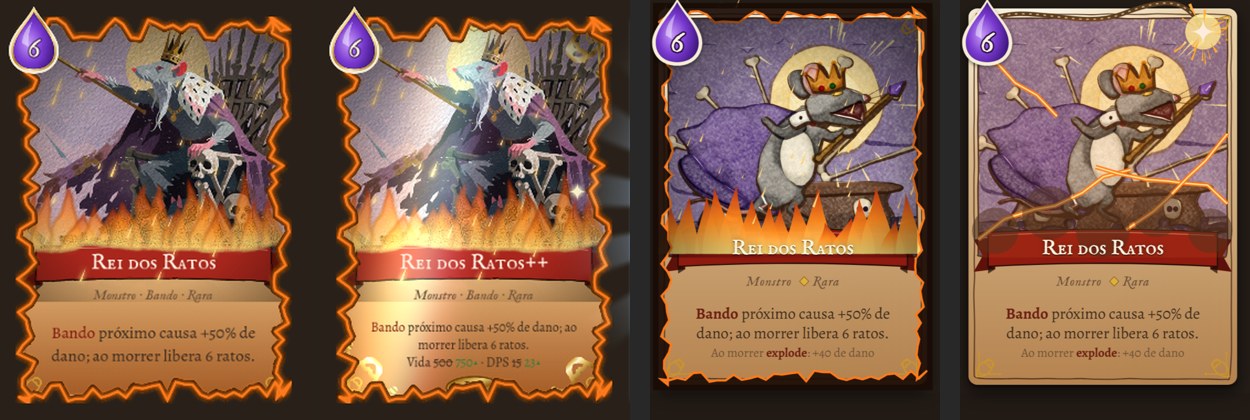 6
Rei dos Ratos
Monstro · Bando · Rara
Bando próximo causa +50% de
dano; ao morrer libera 6 ratos.
6
Rei dos Ratos++
Monstro · Bando · Rara
Bando próximo causa +50% de dano; ao
morrer libera 6 ratos.
Vida 500 750+ · DPS 15 23+
6
Rei dos Ratos
Monstro ◆ Rara
Bando próximo causa +50% de
dano; ao morrer libera 6 ratos.
Ao morrer explode: +40 de dano
6
Rei dos Ratos
Monstro ◆ Rara
Bando próximo causa +50% de
dano; ao morrer libera 6 ratos.
Ao morrer explode: +40 de dano